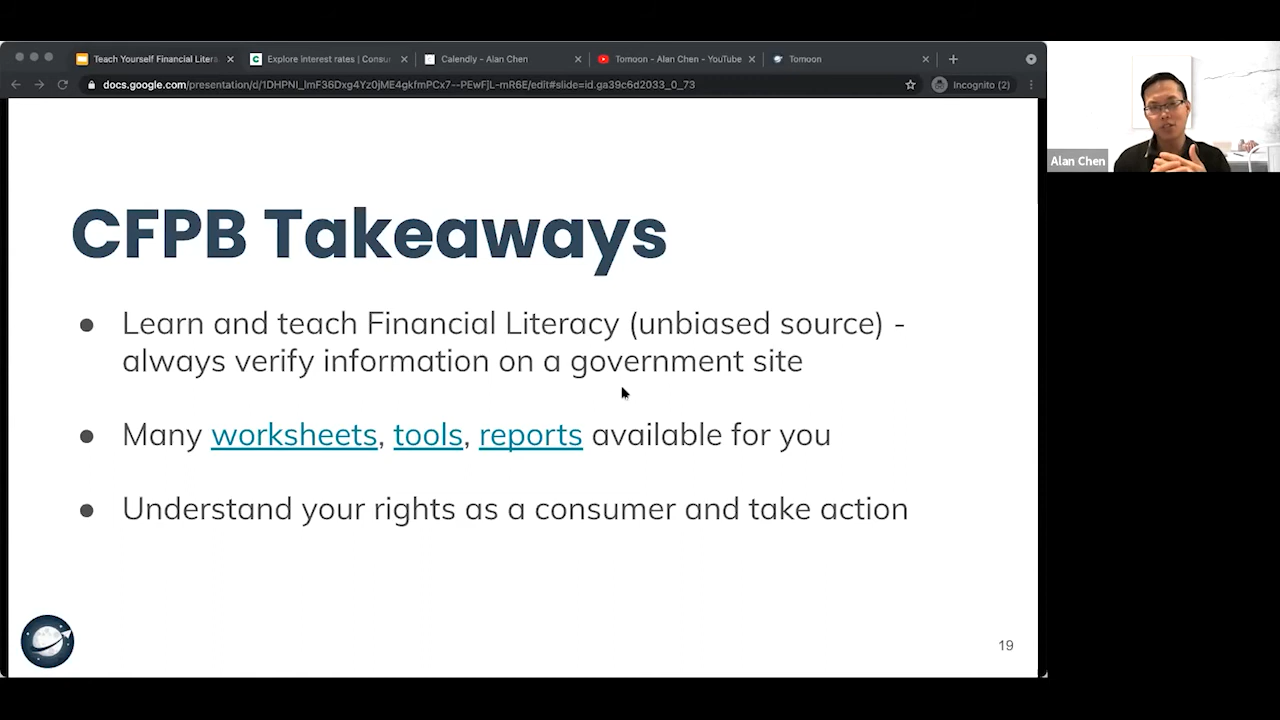 Teach Yourself Financial Litera
Explore interest rates | Consu
Calendly - Alan Chen
Tomoon - Alan Chen - YouTube
Tomoon
docs.google.com/presentation/d/1DHPNl_lmF36Dxg4Yz0jME4gkfmPCx7--PEwFjL-mR6E/edit#slide=id.ga39c6d2033_0_73
Incognito (2)
Alan Chen
CFPB Takeaways
● Learn and teach Financial Literacy (unbiased source) -
always verify information on a government site
● Many worksheets, tools, reports available for you
● Understand your rights as a consumer and take action
19